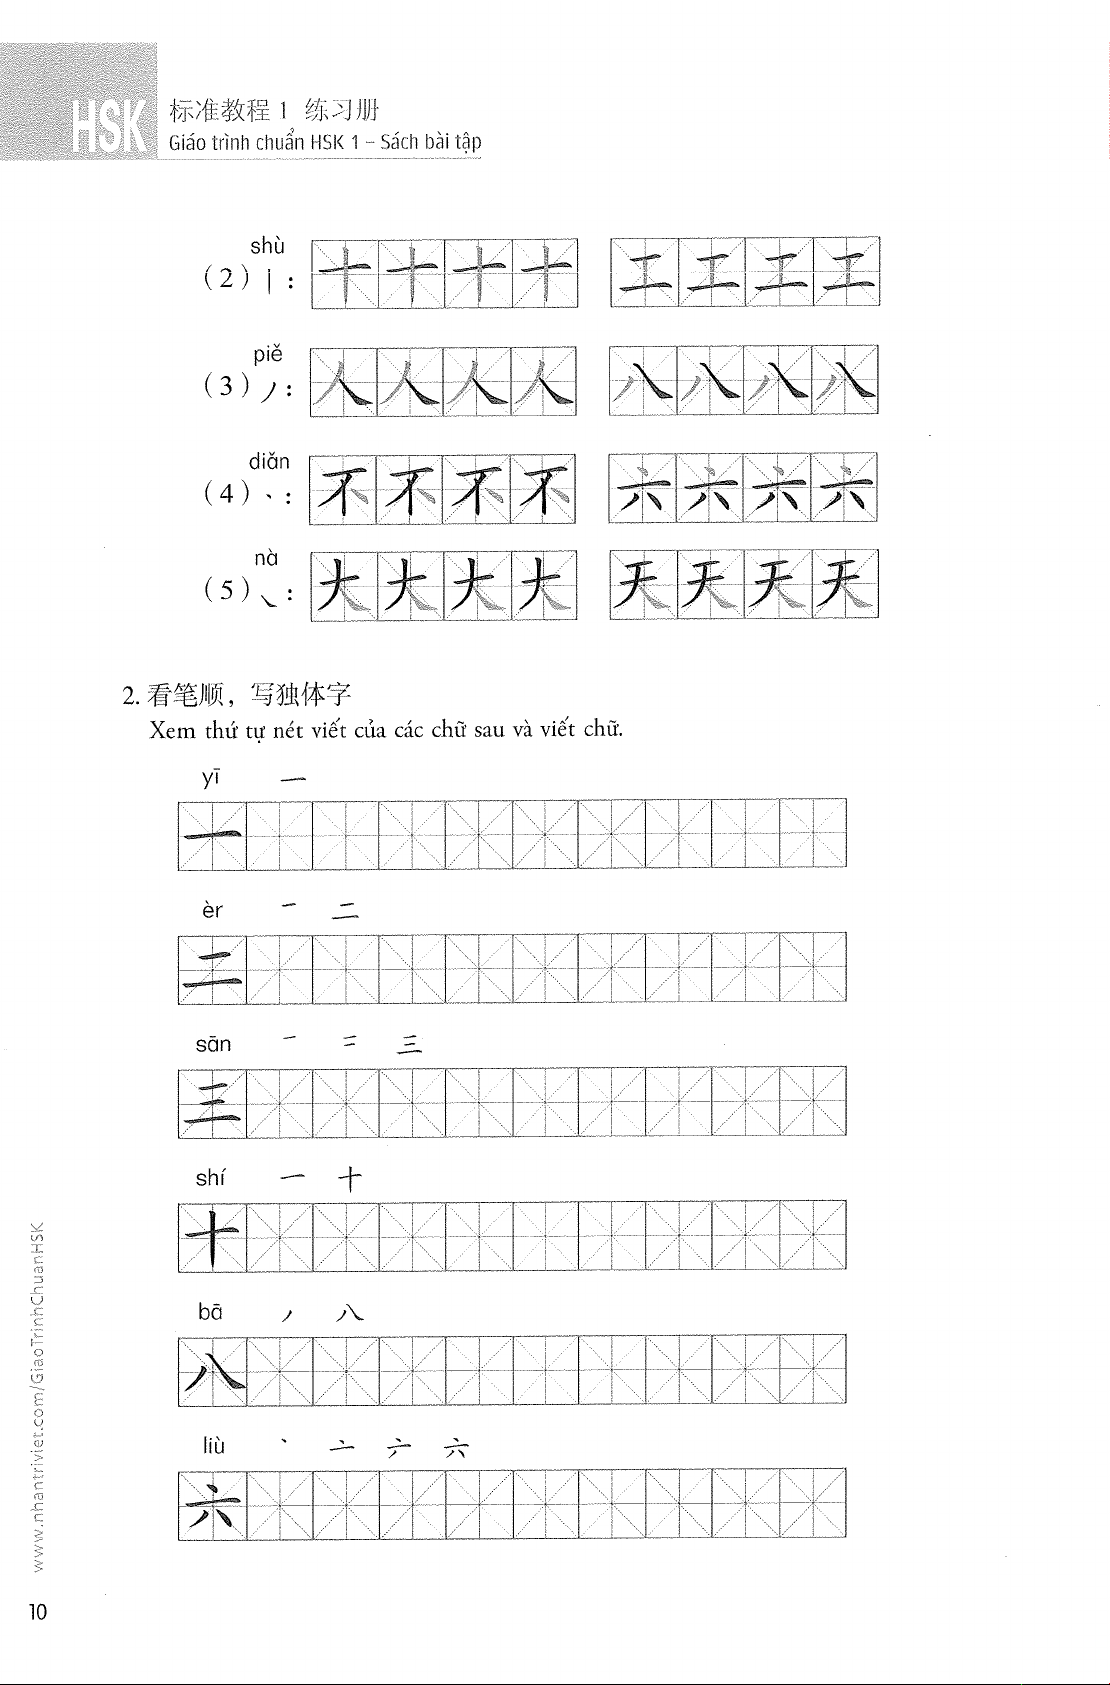 HSK
标准教程 1 练习册
Giáo trình chuẩn HSK 1 – Sách bài tập
shù
（2）丨： 十 十 十 十 工 工 工 工
piě
（3）丿： 人 人 人 人 八 八 八 八
diǎn
（4）丶： 不 不 不 不 六 六 六 六
nà
（5）㇏： 大 大 大 大 天 天 天 天
2. 看笔顺，写独体字
Xem thứ tự nét viết của các chữ sau và viết chữ.
yī 一
一
èr 一 二
二
sān 一 二 三
三
shí 一 十
十
bā 丿 八
八
liù 丶 亠 六
六
www.nhantriviet.com/GiaoTrinhChuanHSK
10